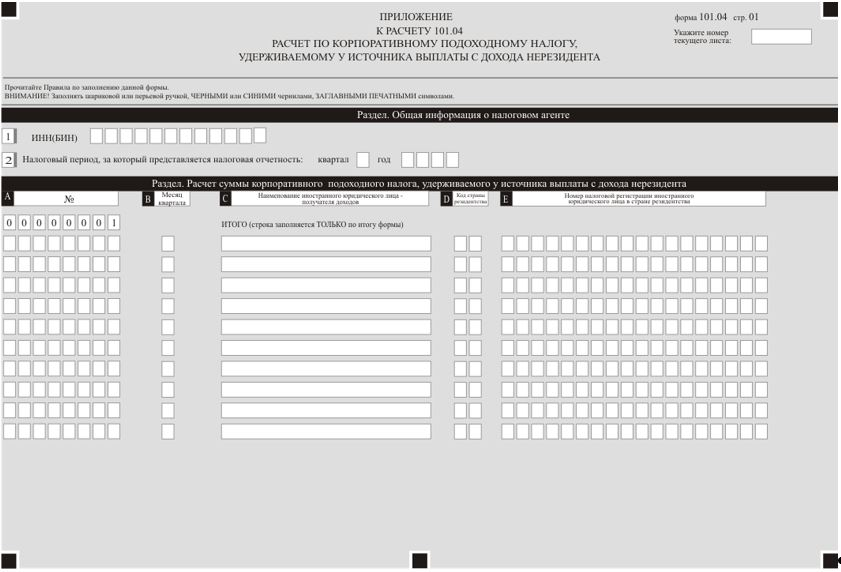 ПРИЛОЖЕНИЕ
К РАСЧЕТУ 101.04
РАСЧЕТ ПО КОРПОРАТИВНОМУ ПОДОХОДНОМУ НАЛОГУ,
УДЕРЖИВАЕМОМУ У ИСТОЧНИКА ВЫПЛАТЫ С ДОХОДА НЕРЕЗИДЕНТА
форма 101.04 стр. 01
Укажите номер
текущего листа:
Прочитайте Правила по заполнению данной формы.
ВНИМАНИЕ! Заполнять шариковой или перьевой ручкой, ЧЕРНЫМИ или СИНИМИ чернилами, ЗАГЛАВНЫМИ ПЕЧАТНЫМИ символами.
Раздел. Общая информация о налоговом агенте
1 ИНН(БИН)
2 Налоговый период, за который представляется налоговая отчетность: квартал год
Раздел. Расчет суммы корпоративного подоходного налога, удерживаемого у источника выплаты с дохода нерезидента
A №
B Месяц
квартала
C Наименование иностранного юридического лица -
получателя доходов
D Код страны
резидентства
E Номер налоговой регистрации иностранного
юридического лица в стране резидентства
0 0 0 0 0 0 0 1 ИТОГО (строка заполняется ТОЛЬКО по итогу формы)